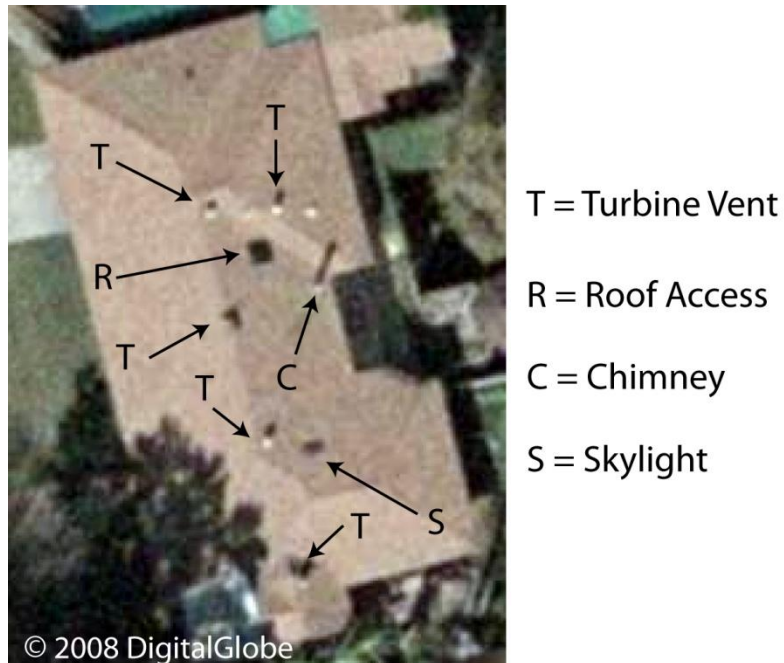 T
T
T = Turbine Vent
R
R = Roof Access
T
C
C = Chimney
T
S = Skylight
S
T
© 2008 DigitalGlobe